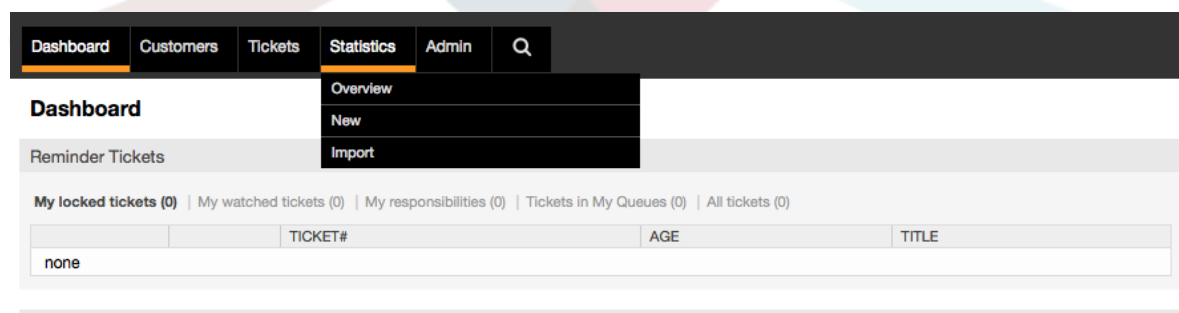 Dashboard Customers Tickets Statistics Admin
Overview
Dashboard
New
Import
Reminder Tickets
My locked tickets (0) | My watched tickets (0) | My responsibilities (0) | Tickets in My Queues (0) | All tickets (0)
TICKET# AGE TITLE
none